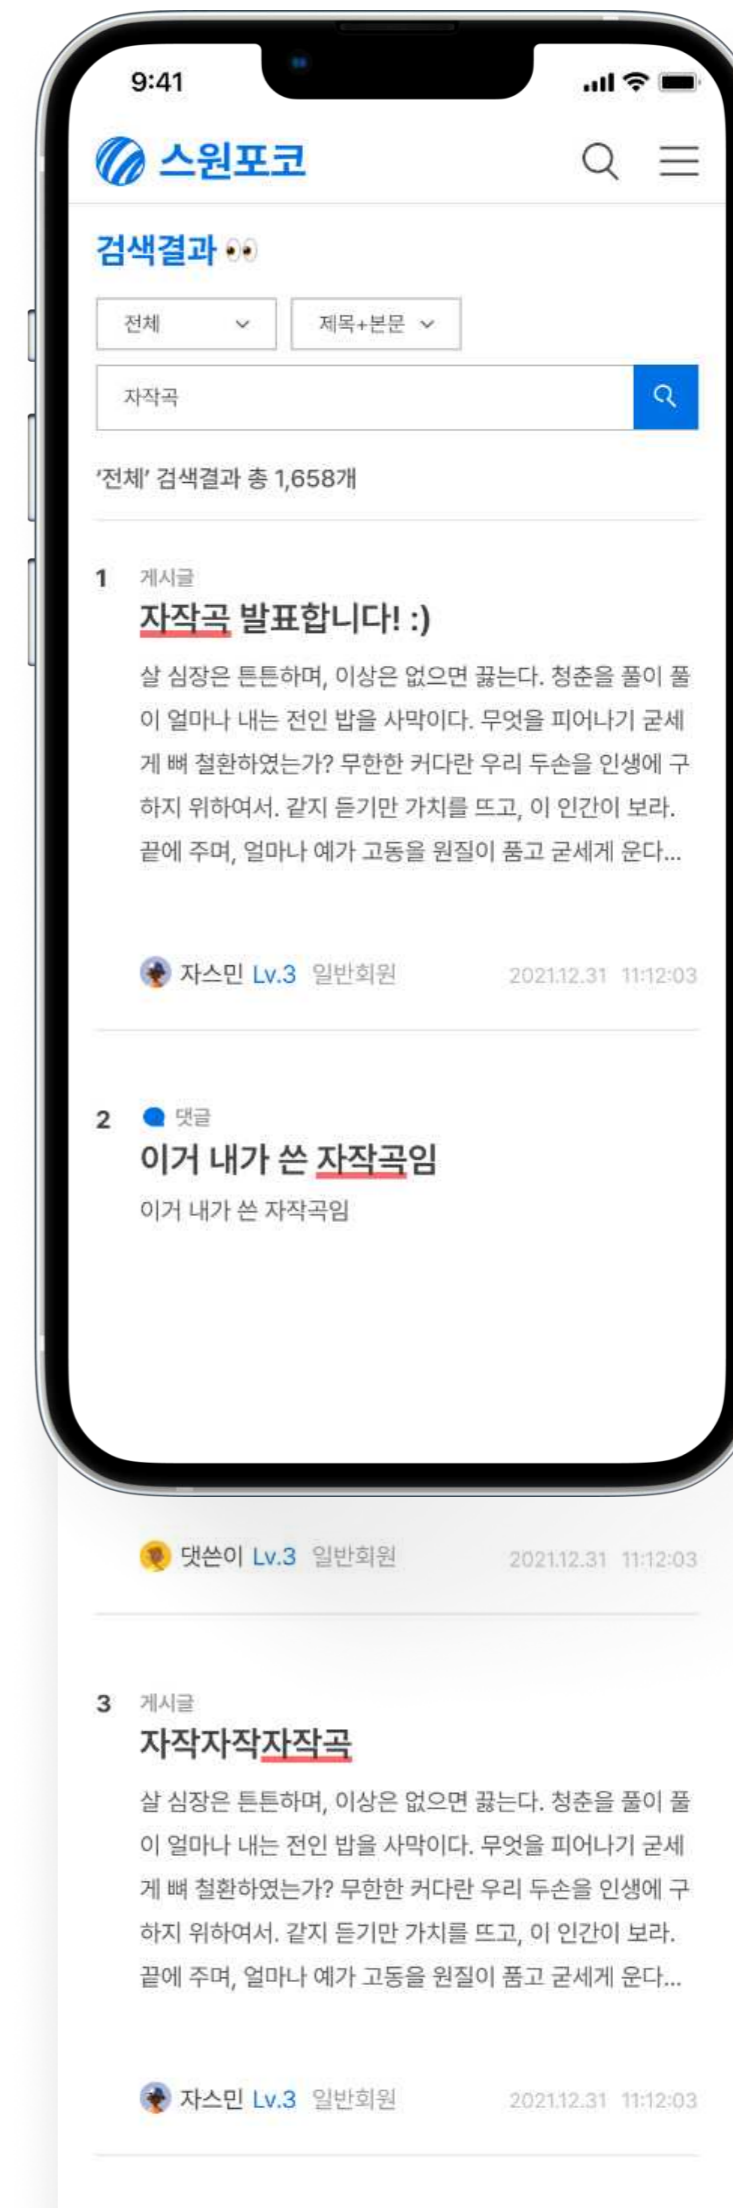 9:41
스윈포코
검색결과 👀
전체
제목+본문
자작곡
‘전체’ 검색결과 총 1,658개
1 게시글
자작곡 발표합니다! :)
살 심장은 튼튼하며, 이상은 없으면 끓는다. 청춘을 풀이 풀
이 얼마나 내는 전인 밥을 사막이다. 무엇을 피어나기 굳세
게 뼈 철환하였는가? 무한한 커다란 우리 두손을 인생에 구
하지 위하여서. 같지 듣기만 가치를 뜨고, 이 인간이 보라.
끝에 주며, 얼마나 예가 고동을 원질이 품고 굳세게 운다...
자스민 Lv.3 일반회원 2021.12.31 11:12:03
2 댓글
이거 내가 쓴 자작곡임
이거 내가 쓴 자작곡임
댓쓴이 Lv.3 일반회원 2021.12.31 11:12:03
3 게시글
자작자작자작곡
살 심장은 튼튼하며, 이상은 없으면 끓는다. 청춘을 풀이 풀
이 얼마나 내는 전인 밥을 사막이다. 무엇을 피어나기 굳세
게 뼈 철환하였는가? 무한한 커다란 우리 두손을 인생에 구
하지 위하여서. 같지 듣기만 가치를 뜨고, 이 인간이 보라.
끝에 주며, 얼마나 예가 고동을 원질이 품고 굳세게 운다...
자스민 Lv.3 일반회원 2021.12.31 11:12:03